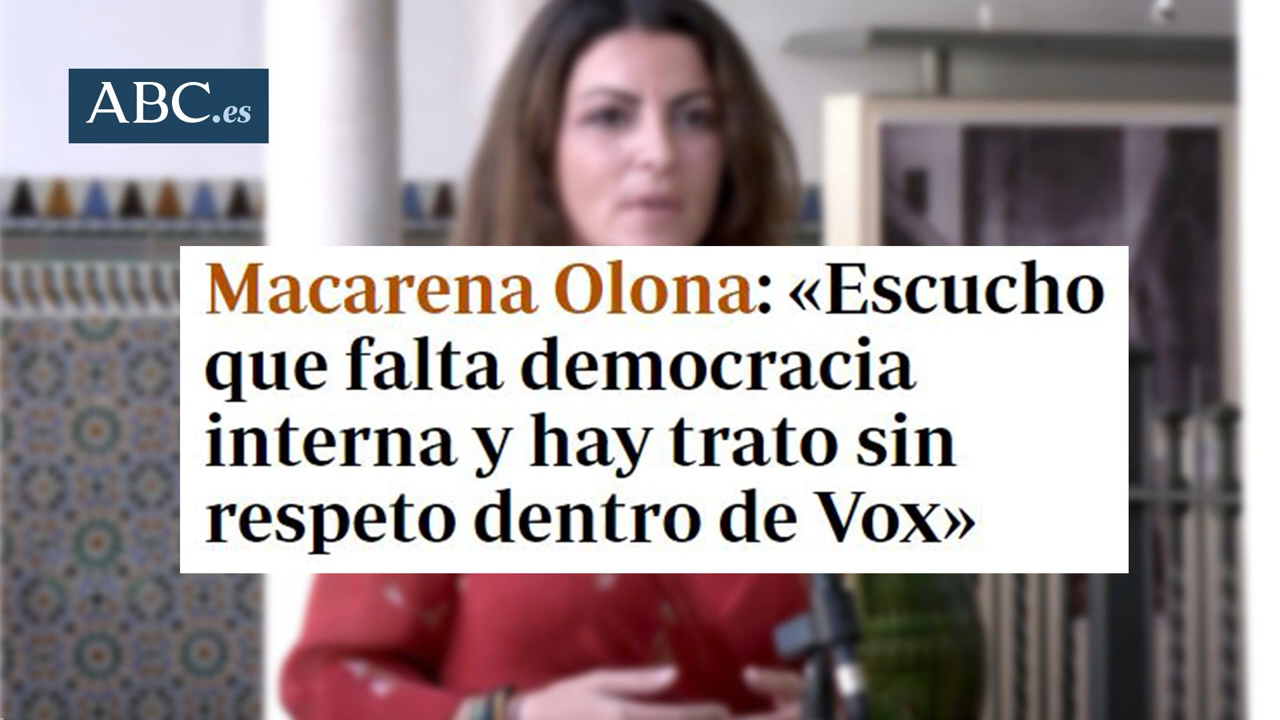 ABC.es
Macarena Olona: «Escucho
que falta democracia
interna y hay trato sin
respeto dentro de Vox»